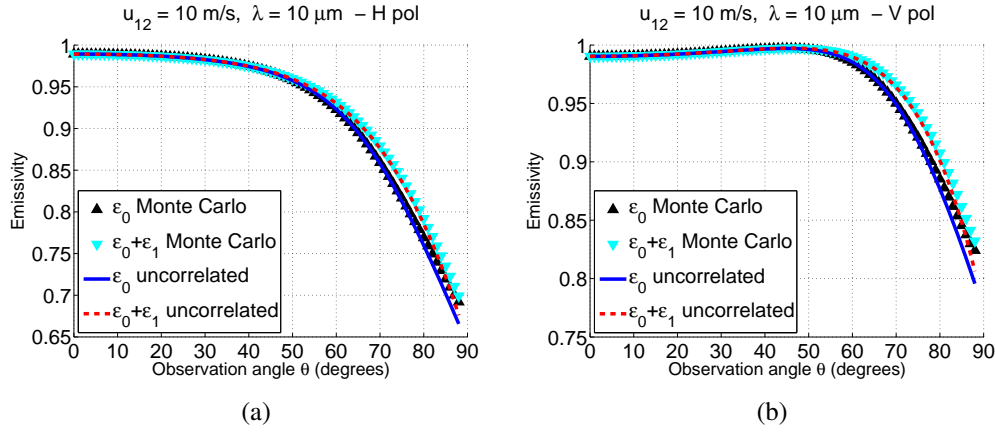 u₁₂ = 10 m/s, λ = 10 μm − H pol
1
0.95
0.9
0.85
0.8
0.75
0.7
0.65
Emissivity
ε₀ Monte Carlo
ε₀+ε₁ Monte Carlo
ε₀ uncorrelated
ε₀+ε₁ uncorrelated
0 10 20 30 40 50 60 70 80 90
Observation angle θ (degrees)
(a)
u₁₂ = 10 m/s, λ = 10 μm − V pol
1
0.95
0.9
0.85
0.8
0.75
Emissivity
ε₀ Monte Carlo
ε₀+ε₁ Monte Carlo
ε₀ uncorrelated
ε₀+ε₁ uncorrelated
0 10 20 30 40 50 60 70 80 90
Observation angle θ (degrees)
(b)